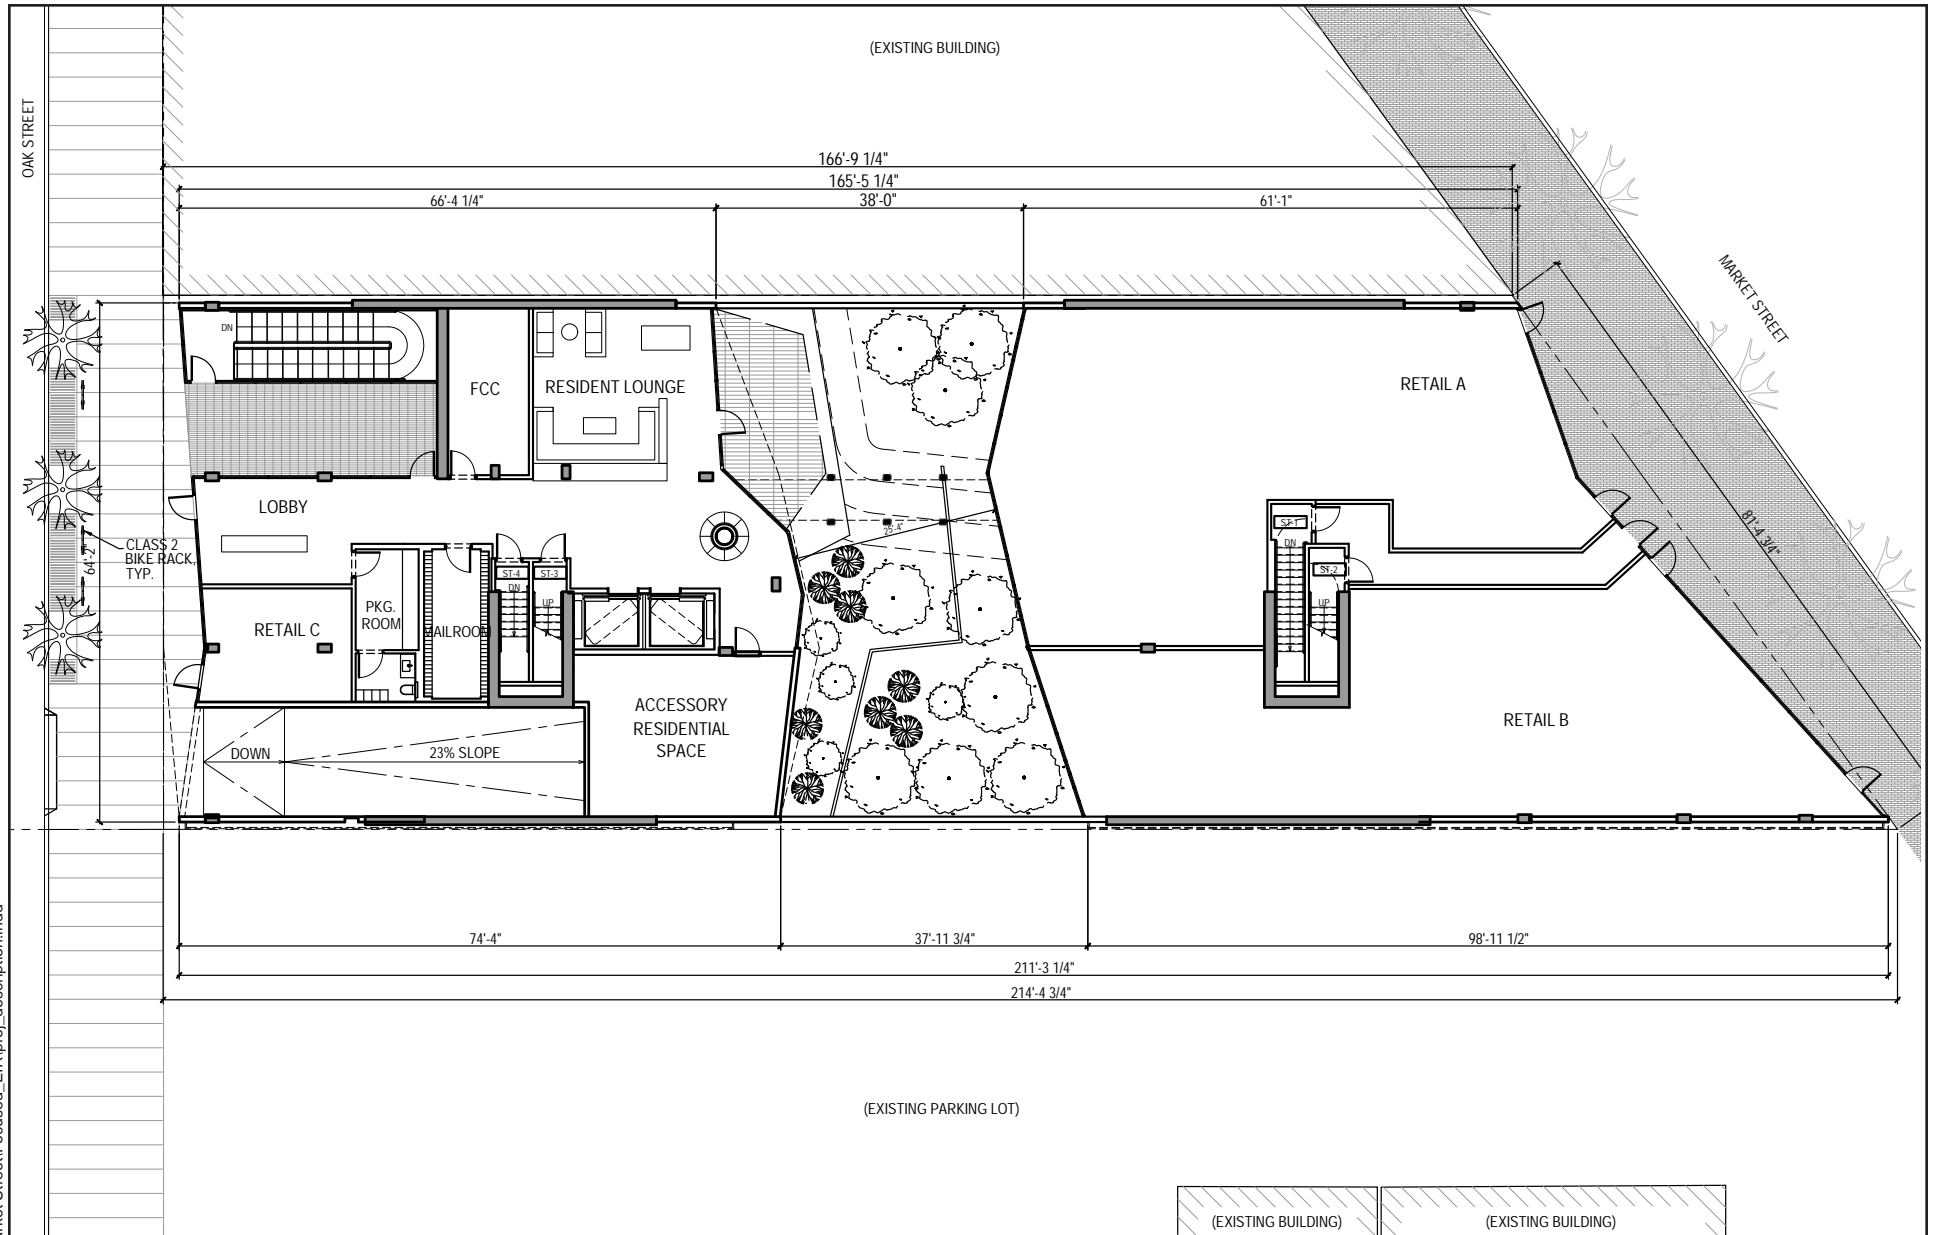 (EXISTING BUILDING)
OAK STREET
166'-9 1/4"
165'-5 1/4"
66'-4 1/4"
38'-0"
61'-1"
MARKET STREET
DN
FCC
RESIDENT LOUNGE
RETAIL A
LOBBY
CLASS 2
BIKE RACK,
TYP.
64'-2"
25'-4"
81'-4 3/4"
ST-1
DN
ST-2
UP
ST-4
DN
ST-3
UP
PKG.
ROOM
MAILROOM
RETAIL C
ACCESSORY
RESIDENTIAL
SPACE
RETAIL B
DOWN
23% SLOPE
74'-4"
37'-11 3/4"
98'-11 1/2"
211'-3 1/4"
214'-4 3/4"
(EXISTING PARKING LOT)
(EXISTING BUILDING)
(EXISTING BUILDING)